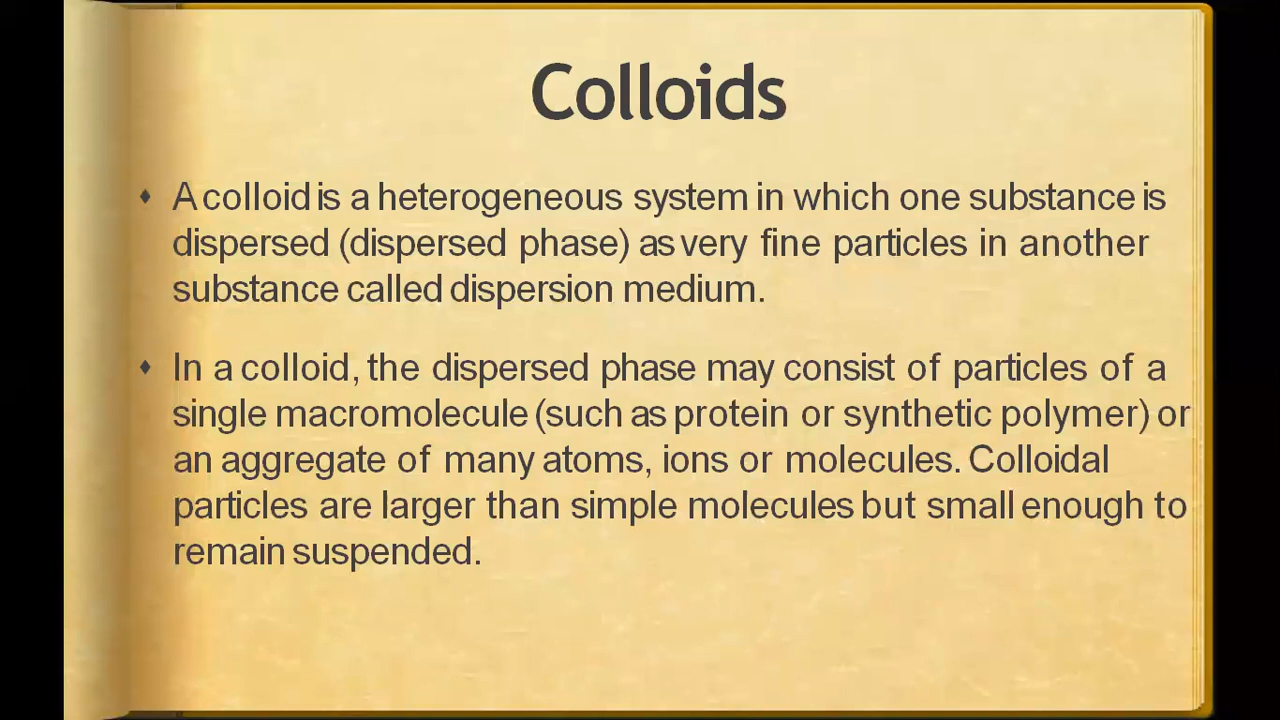 Colloids
♦ A colloid is a heterogeneous system in which one substance is
dispersed (dispersed phase) as very fine particles in another
substance called dispersion medium.
♦ In a colloid, the dispersed phase may consist of particles of a
single macromolecule (such as protein or synthetic polymer) or
an aggregate of many atoms, ions or molecules. Colloidal
particles are larger than simple molecules but small enough to
remain suspended.